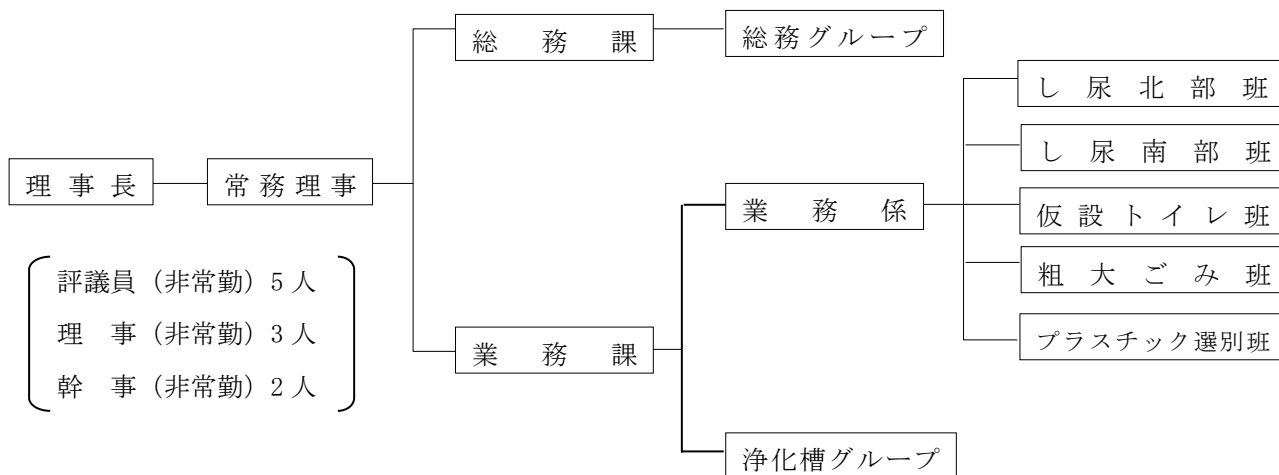 総務課
総務グループ
し尿北部班
し尿南部班
理事長
常務理事
業務係
仮設トイレ班
粗大ごみ班
評議員（非常勤）5人
理　事（非常勤）3人
幹　事（非常勤）2人
業務課
プラスチック選別班
浄化槽グループ